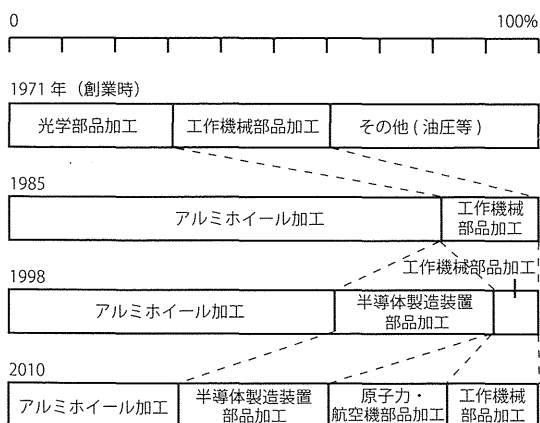 0 100%
1971 年（創業時）
光学部品加工 工作機械部品加工 その他 ( 油圧等 )
1985
アルミホイール加工 工作機械
部品加工
1998 工作機械部品加工
アルミホイール加工 半導体製造装置
部品加工
2010
アルミホイール加工 半導体製造装置
部品加工 原子力・
航空機部品加工 工作機械
部品加工